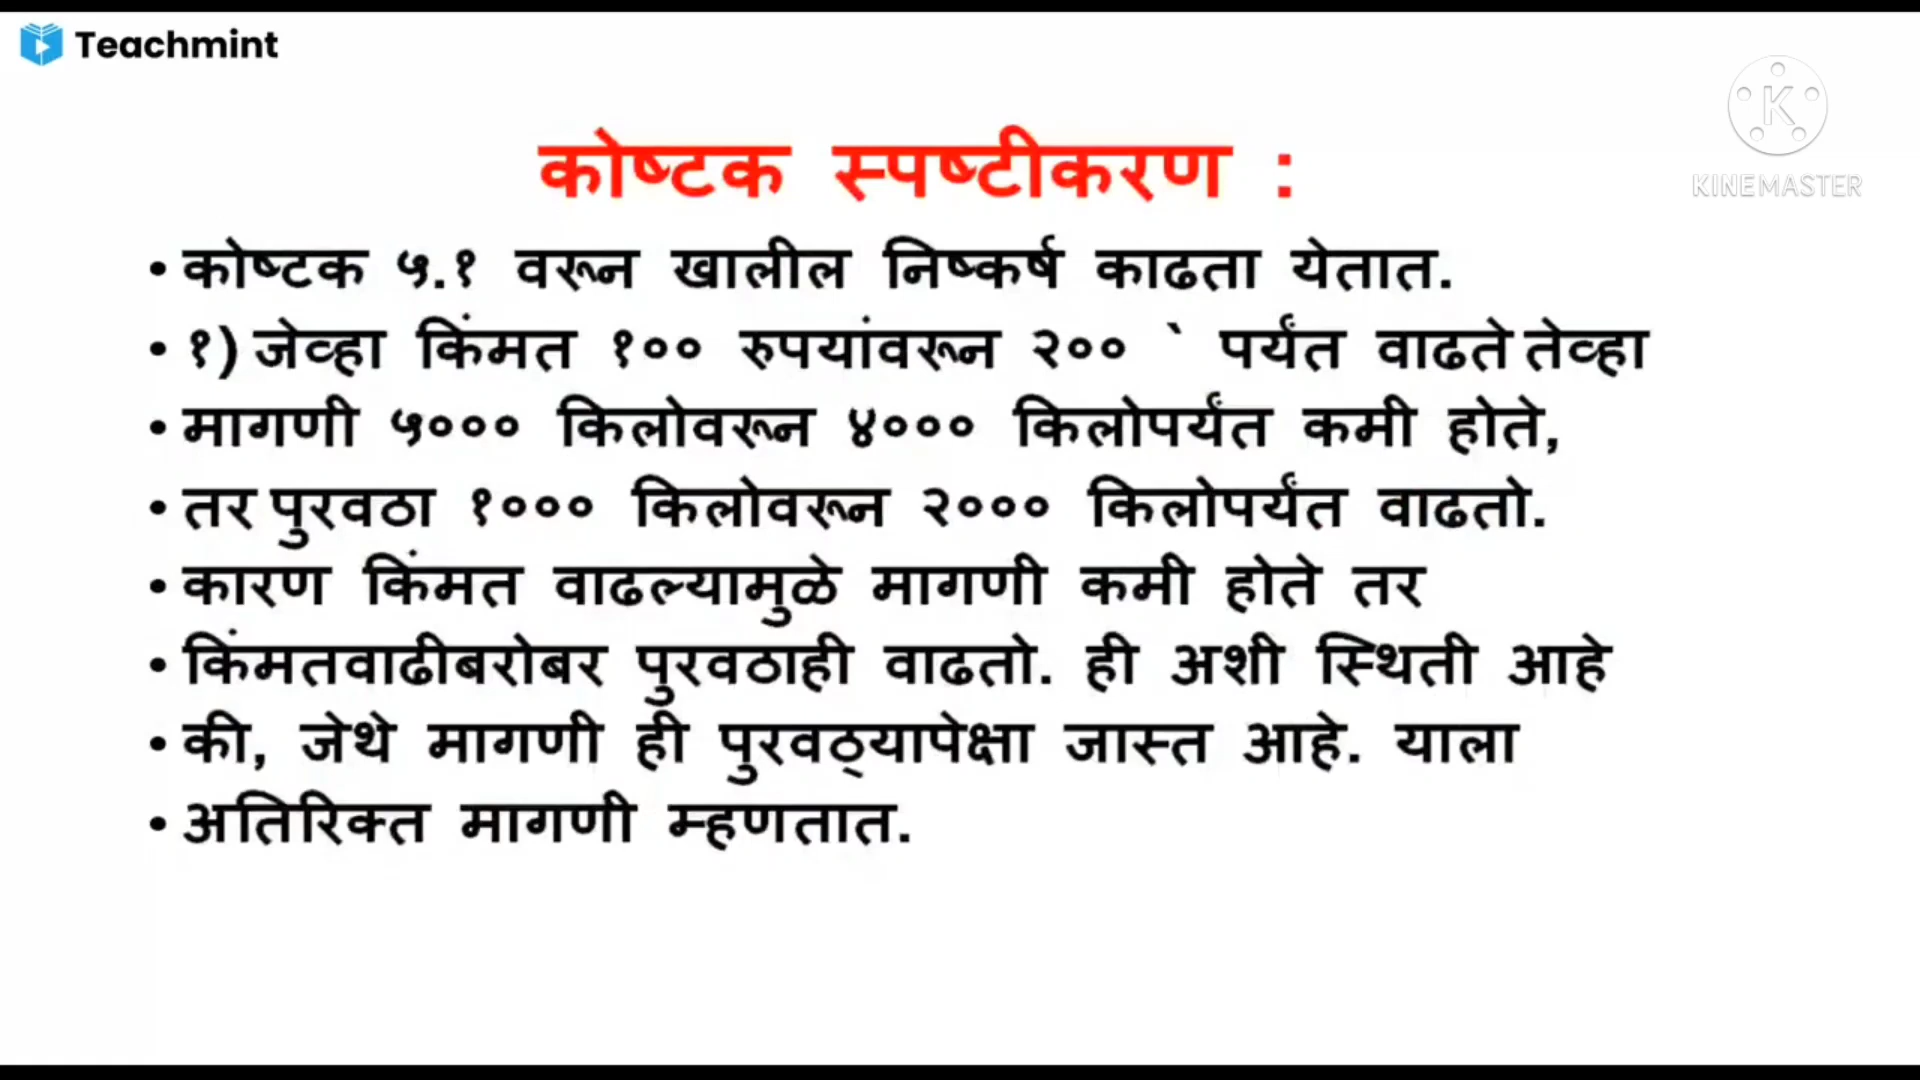 Teachmint
KINEMASTER
कोष्टक स्पष्टीकरण :
• कोष्टक ५.१ वरून खालील निष्कर्ष काढता येतात.
• १) जेव्हा किंमत १०० रुपयांवरून २०० ` पर्यंत वाढते तेव्हा
• मागणी ५००० किलोवरून ४००० किलोपर्यंत कमी होते,
• तर पुरवठा १००० किलोवरून २००० किलोपर्यंत वाढतो.
• कारण किंमत वाढल्यामुळे मागणी कमी होते तर
• किंमतवाढीबरोबर पुरवठाही वाढतो. ही अशी स्थिती आहे
• की, जेथे मागणी ही पुरवठ्यापेक्षा जास्त आहे. याला
• अतिरिक्त मागणी म्हणतात.